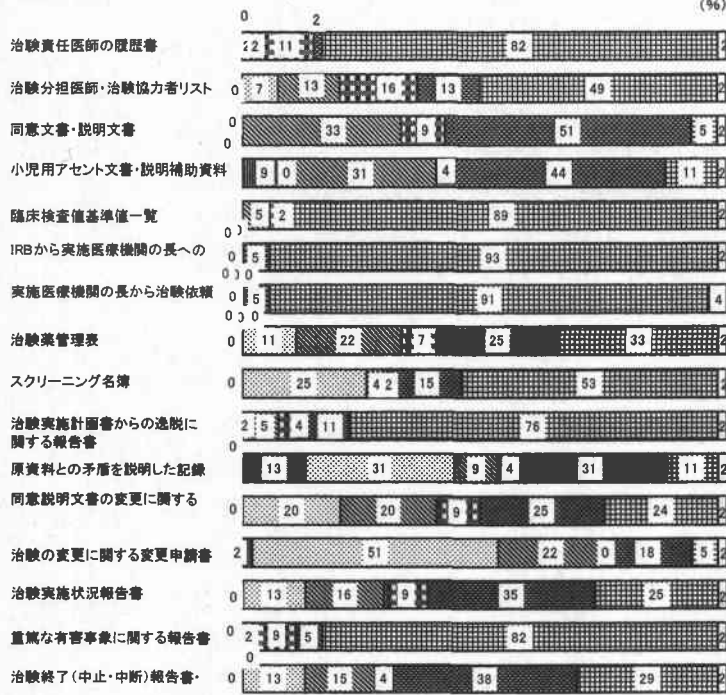 (%)
0 2
治験責任医師の履歴書 2 2 11 82 2
治験分担医師・治験協力者リスト 0 7 13 16 13 49 2
同意文書・説明文書 0 0 33 9 51 5 2
小児用アセント文書・説明補助資料 9 0 31 4 44 11 2
臨床検査値基準値一覧 5 2 89 2
0 0
IRBから実施医療機関の長への 0 5 93 2
0 0 0
実施医療機関の長から治験依頼 0 5 91 4
0 0
治験薬管理表 0 11 22 7 25 33 2
スクリーニング名簿 0 25 4 2 15 53 2
治験実施計画書からの逸脱に 2 5 4 11 76 2
関する報告書 0
原資料との矛盾を説明した記録 13 31 9 4 31 11 2
同意説明文書の変更に関する 0 20 20 9 25 24 2
治験の変更に関する変更申請書 2 51 22 0 18 5 2
治験実施状況報告書 0 13 16 9 35 25 2
重篤な有害事象に関する報告書 0 2 9 5 82 2
0
治験終了(中止・中断)報告書・ 0 13 15 4 38 29 2